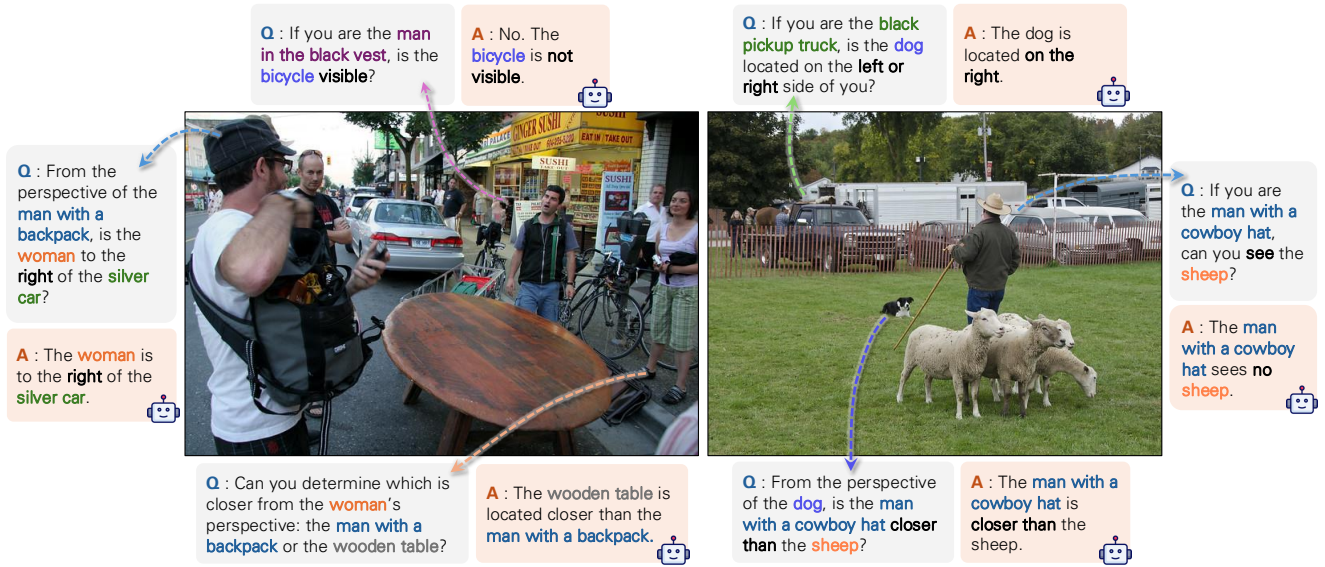 Q : If you are the man
in the black vest, is the
bicycle visible?
A : No. The
bicycle is not
visible.
Q : If you are the black
pickup truck, is the dog
located on the left or
right side of you?
A : The dog is
located on the
right.
Q : From the
perspective of the
man with a
backpack, is the
woman to the
right of the silver
car?
A : The woman is
to the right of the
silver car.
PALACE
GINGER SUSHI
EAT IN / TAKE OUT
SUSHI
SUSHI
Q : If you are
the man with a
cowboy hat,
can you see the
sheep?
A : The man
with a cowboy
hat sees no
sheep.
Q : Can you determine which is
closer from the woman's
perspective: the man with a
backpack or the wooden table?
A : The wooden table is
located closer than the
man with a backpack.
Q : From the perspective
of the dog, is the man
with a cowboy hat closer
than the sheep?
A : The man with a
cowboy hat is
closer than the
sheep.